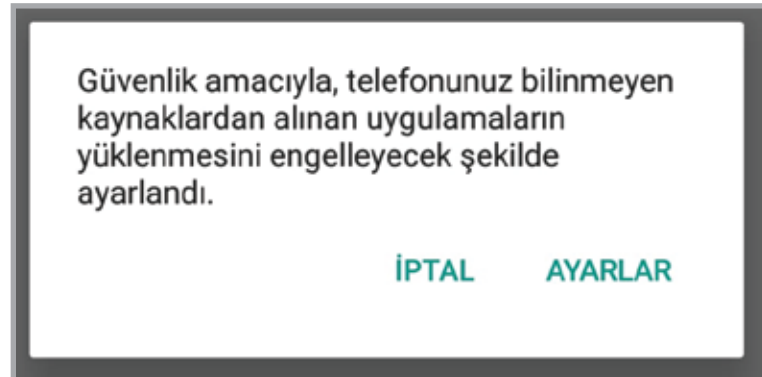 Güvenlik amacıyla, telefonunuz bilinmeyen
kaynaklardan alınan uygulamaların
yüklenmesini engelleyecek şekilde
ayarlandı.
İPTAL AYARLAR